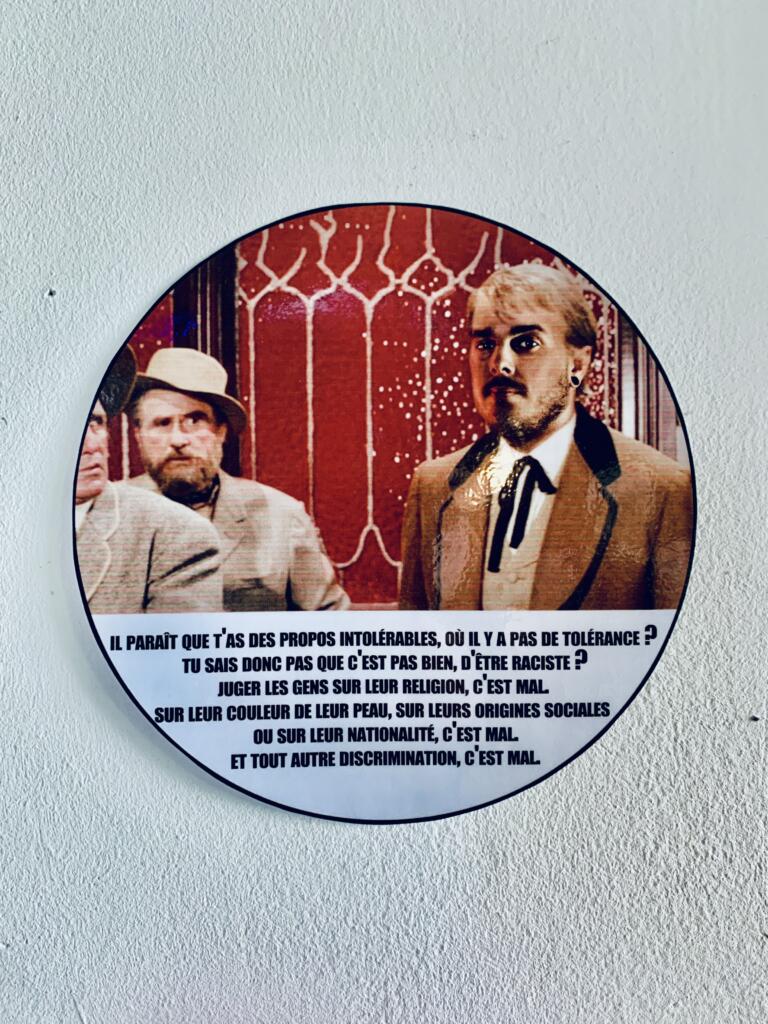 IL PARAÎT QUE T'AS DES PROPOS INTOLÉRABLES, OÙ IL Y A PAS DE TOLÉRANCE ?
TU SAIS DONC PAS QUE C'EST PAS BIEN, D'ÊTRE RACISTE ?
JUGER LES GENS SUR LEUR RELIGION, C'EST MAL.
SUR LEUR COULEUR DE LEUR PEAU, SUR LEURS ORIGINES SOCIALES
OU SUR LEUR NATIONALITÉ, C'EST MAL.
ET TOUT AUTRE DISCRIMINATION, C'EST MAL.